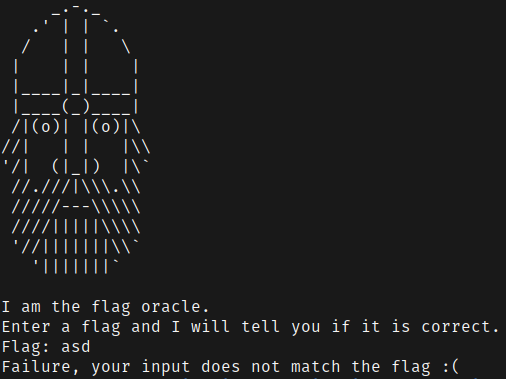 I am the flag oracle.
Enter a flag and I will tell you if it is correct.
Flag: asd
Failure, your input does not match the flag :(